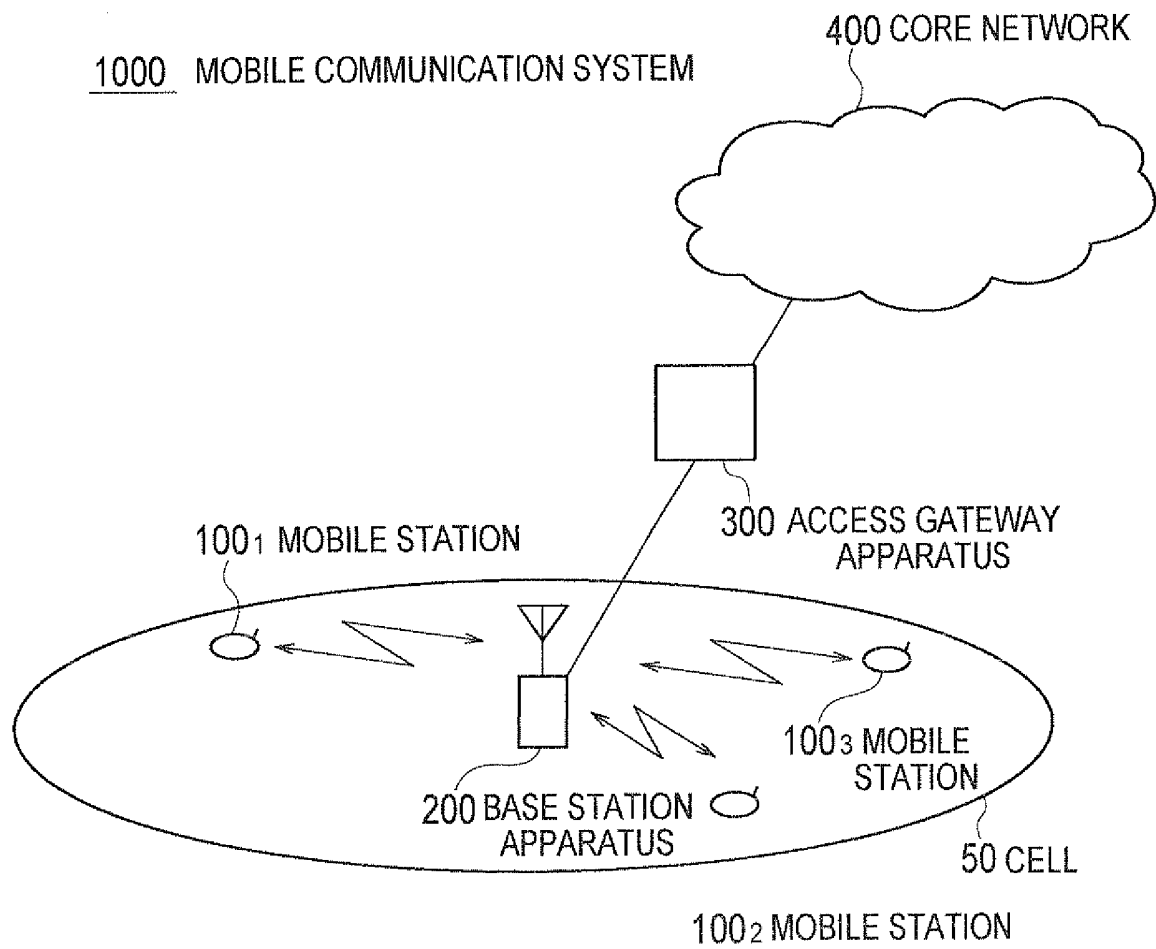 400 CORE NETWORK
1000 MOBILE COMMUNICATION SYSTEM
300 ACCESS GATEWAY
APPARATUS
100₁ MOBILE STATION
100₃ MOBILE
STATION
200 BASE STATION
APPARATUS
50 CELL
100₂ MOBILE STATION